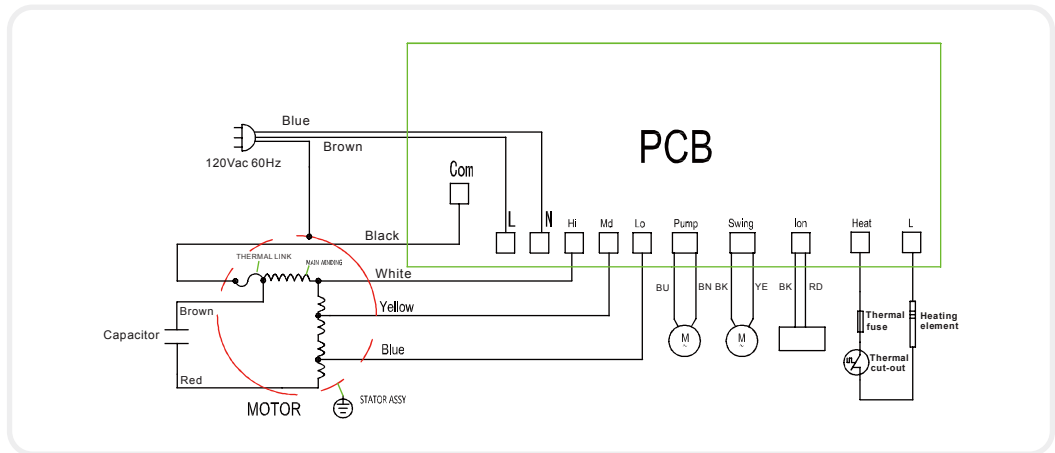 Blue
Brown
120Vac 60Hz
PCB
Com
L
N
Hi
Md
Lo
Pump
Swing
Ion
Heat
L
Black
THERMAL LINK
MAIN WINDING
White
BU
BN
BK
YE
BK
RD
Brown
Yellow
Thermal
fuse
Heating
element
Capacitor
M
~
M
~
Blue
Thermal
cut-out
Red
MOTOR
STATOR ASSY